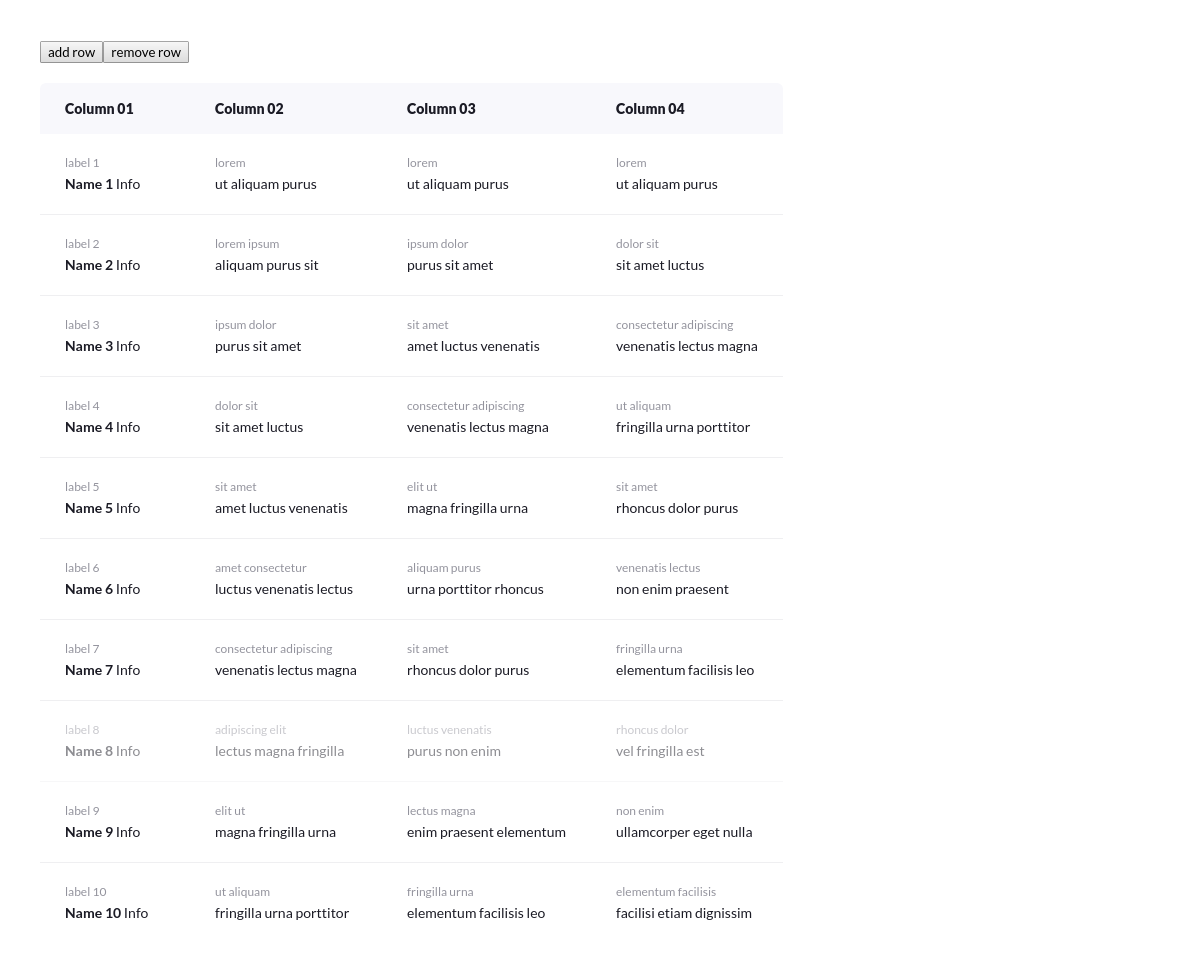 add row remove row
Column 01 Column 02 Column 03 Column 04
label 1 lorem lorem lorem
Name 1 Info ut aliquam purus ut aliquam purus ut aliquam purus
label 2 lorem ipsum ipsum dolor dolor sit
Name 2 Info aliquam purus sit purus sit amet sit amet luctus
label 3 ipsum dolor sit amet consectetur adipiscing
Name 3 Info purus sit amet amet luctus venenatis venenatis lectus magna
label 4 dolor sit consectetur adipiscing ut aliquam
Name 4 Info sit amet luctus venenatis lectus magna fringilla urna porttitor
label 5 sit amet elit ut sit amet
Name 5 Info amet luctus venenatis magna fringilla urna rhoncus dolor purus
label 6 amet consectetur aliquam purus venenatis lectus
Name 6 Info luctus venenatis lectus urna porttitor rhoncus non enim praesent
label 7 consectetur adipiscing sit amet fringilla urna
Name 7 Info venenatis lectus magna rhoncus dolor purus elementum facilisis leo
label 8 adipiscing elit luctus venenatis rhoncus dolor
Name 8 Info lectus magna fringilla purus non enim vel fringilla est
label 9 elit ut lectus magna non enim
Name 9 Info magna fringilla urna enim praesent elementum ullamcorper eget nulla
label 10 ut aliquam fringilla urna elementum facilisis
Name 10 Info fringilla urna porttitor elementum facilisis leo facilisi etiam dignissim